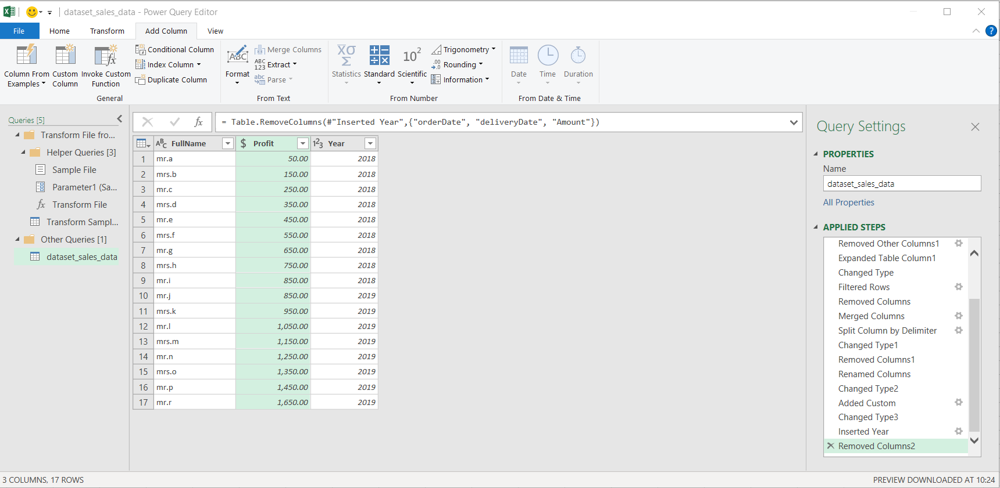 dataset_sales_data - Power Query Editor
File Home Transform Add Column View
Column From Examples
Custom Column
Invoke Custom Function
Conditional Column
Index Column
Duplicate Column
General
Format
Merge Columns
Extract
Parse
From Text
Statistics
Standard
Scientific
Trigonometry
Rounding
Information
From Number
Date
Time
Duration
From Date & Time
Queries [5]
Transform File fro...
Helper Queries [3]
Sample File
Parameter1 (Sa...
Transform File
Transform Sampl...
Other Queries [1]
dataset_sales_data
= Table.RemoveColumns(#"Inserted Year",{"orderDate", "deliveryDate", "Amount"})
FullName Profit Year
1 mr.a 50.00 2018
2 mrs.b 150.00 2018
3 mr.c 250.00 2018
4 mrs.d 350.00 2018
5 mr.e 450.00 2018
6 mrs.f 550.00 2018
7 mr.g 650.00 2018
8 mrs.h 750.00 2018
9 mr.i 850.00 2018
10 mr.j 850.00 2019
11 mrs.k 950.00 2019
12 mr.l 1,050.00 2019
13 mrs.m 1,150.00 2019
14 mr.n 1,250.00 2019
15 mrs.o 1,350.00 2019
16 mr.p 1,450.00 2019
17 mr.r 1,650.00 2019
Query Settings
PROPERTIES
Name
dataset_sales_data
All Properties
APPLIED STEPS
Removed Other Columns1
Expanded Table Column1
Changed Type
Filtered Rows
Removed Columns
Merged Columns
Split Column by Delimiter
Changed Type1
Removed Columns1
Renamed Columns
Changed Type2
Added Custom
Changed Type3
Inserted Year
Removed Columns2
3 COLUMNS, 17 ROWS
PREVIEW DOWNLOADED AT 10:24